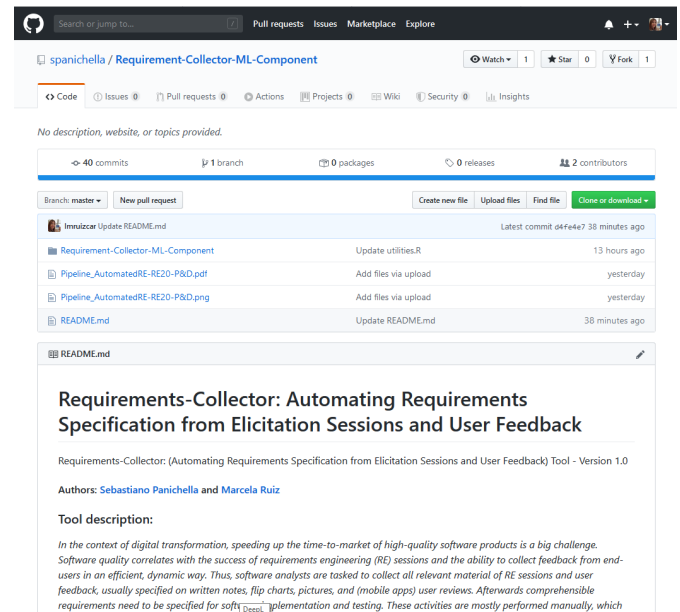 Search or jump to... /
Pull requests Issues Marketplace Explore
spanichella / Requirement-Collector-ML-Component
Watch 1 Star 0 Fork 1
Code Issues 0 Pull requests 0 Actions Projects 0 Wiki Security 0 Insights
No description, website, or topics provided.
40 commits 1 branch 0 packages 0 releases 2 contributors
Branch: master New pull request Create new file Upload files Find file Clone or download
lmruizcar Update README.md Latest commit d4fe4e7 38 minutes ago
Requirement-Collector-ML-Component Update utilities.R 13 hours ago
Pipeline_AutomatedRE-RE20-P&D.pdf Add files via upload yesterday
Pipeline_AutomatedRE-RE20-P&D.png Add files via upload yesterday
README.md Update README.md 38 minutes ago
README.md
Requirements-Collector: Automating Requirements
Specification from Elicitation Sessions and User Feedback
Requirements-Collector: (Automating Requirements Specification from Elicitation Sessions and User Feedback) Tool - Version 1.0
Authors: Sebastiano Panichella and Marcela Ruiz
Tool description:
In the context of digital transformation, speeding up the time-to-market of high-quality software products is a big challenge.
Software quality correlates with the success of requirements engineering (RE) sessions and the ability to collect feedback from end-
users in an efficient, dynamic way. Thus, software analysts are tasked to collect all relevant material of RE sessions and user
feedback, usually specified on written notes, flip charts, pictures, and (mobile apps) user reviews. Afterwards comprehensible
requirements need to be specified for soft DeepL plementation and testing. These activities are mostly performed manually, which